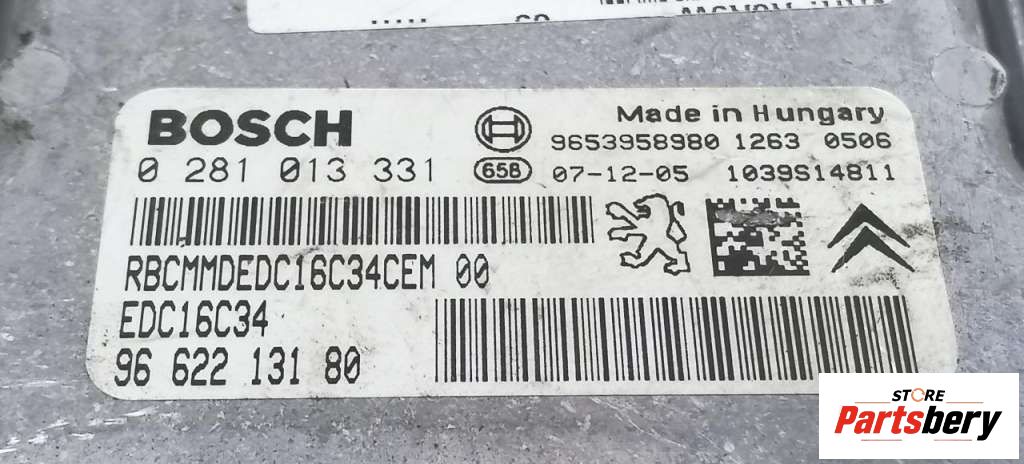 BOSCH
Made in Hungary
9653958980 1263 0506
0 281 013 331 658 07-12-05 1039S14811
RBCMMDEDC16C34CEM 00
EDC16C34
96 622 131 80
STORE
Partsbery